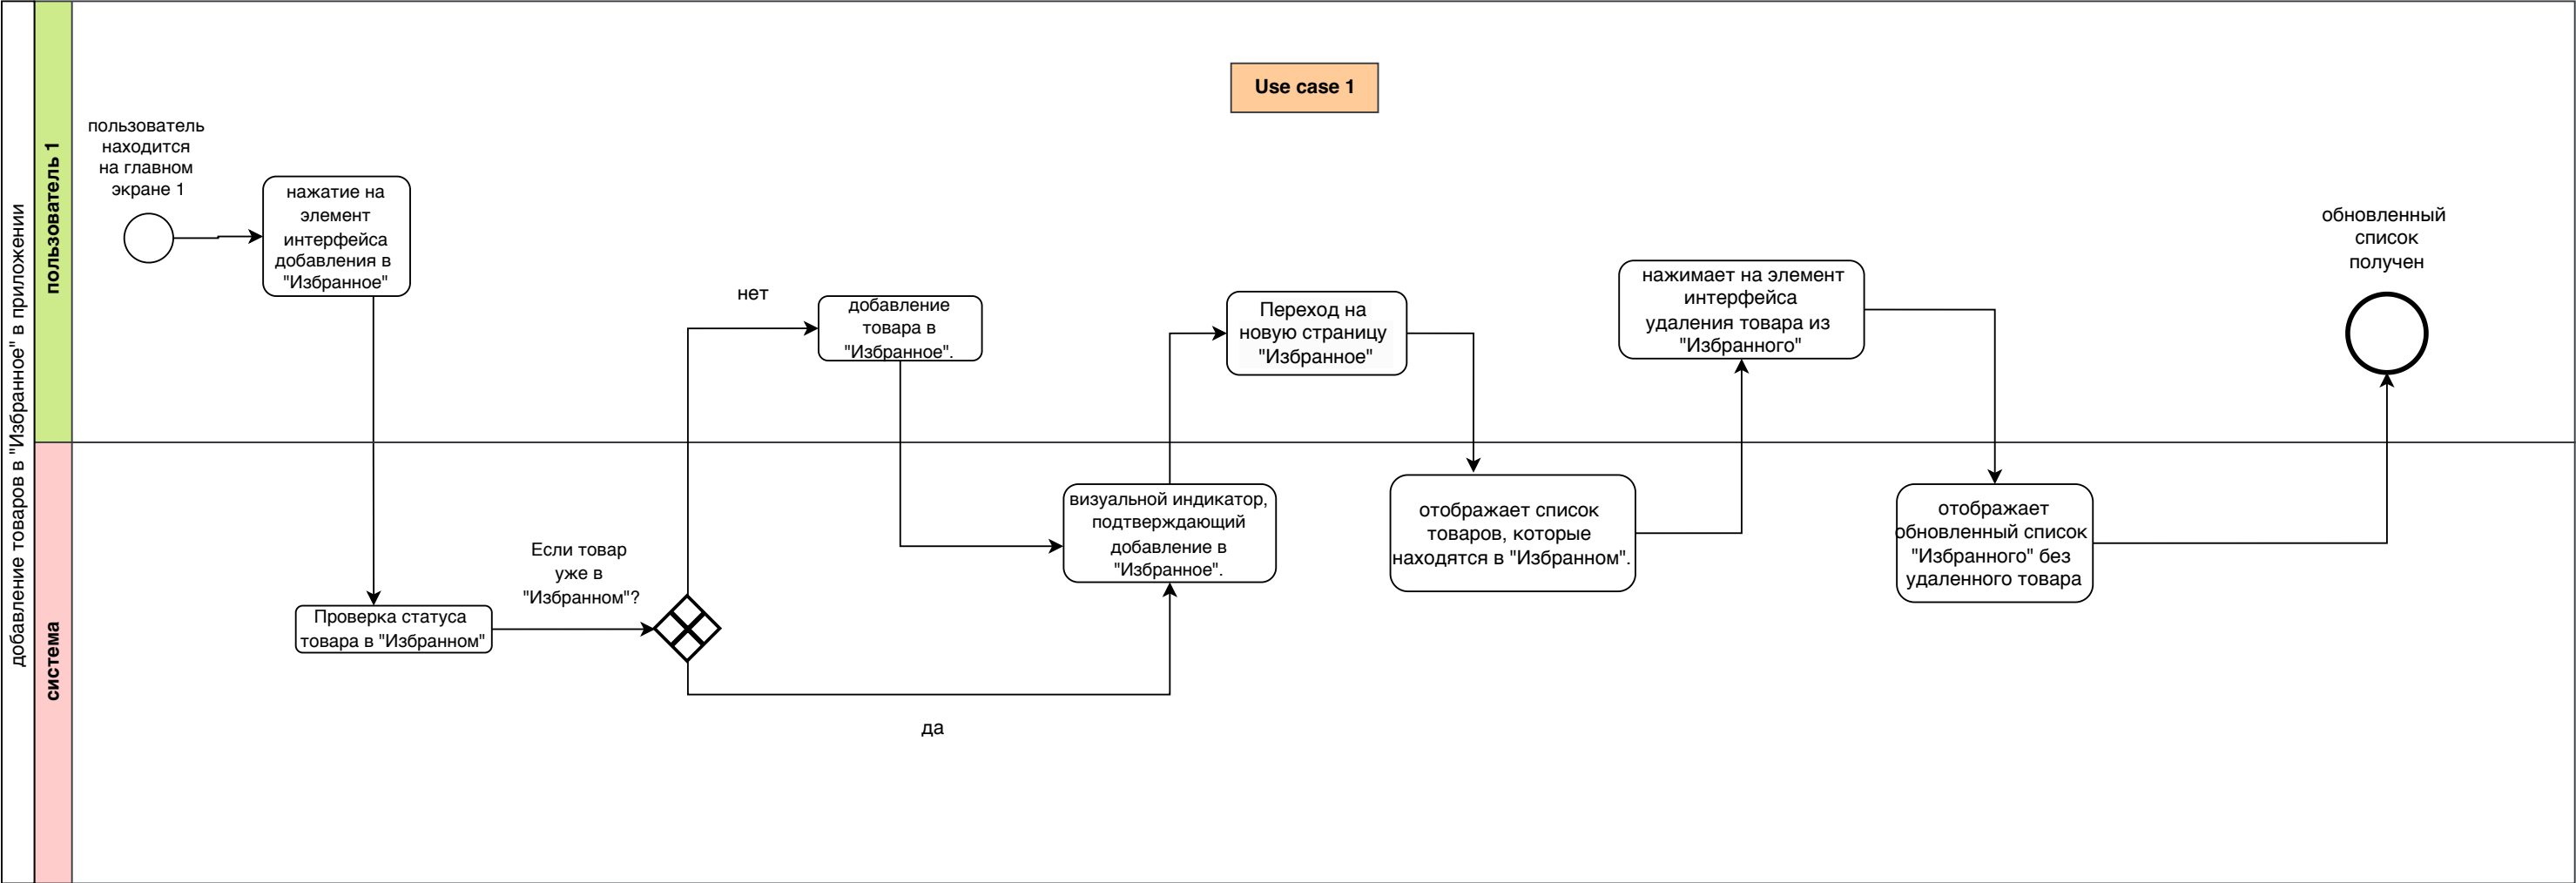 добавление товаров в "Избранное" в приложении
пользователь 1
система
Use case 1
пользователь
находится
на главном
экране 1
нажатие на
элемент
интерфейса
добавления в
"Избранное"
Проверка статуса
товара в "Избранном"
Если товар
уже в
"Избранном"?
нет
да
добавление
товара в
"Избранное".
визуальной индикатор,
подтверждающий
добавление в
"Избранное".
Переход на
новую страницу
"Избранное"
отображает список
товаров, которые
находятся в "Избранном".
нажимает на элемент
интерфейса
удаления товара из
"Избранного"
отображает
обновленный список
"Избранного" без
удаленного товара
обновленный
список
получен